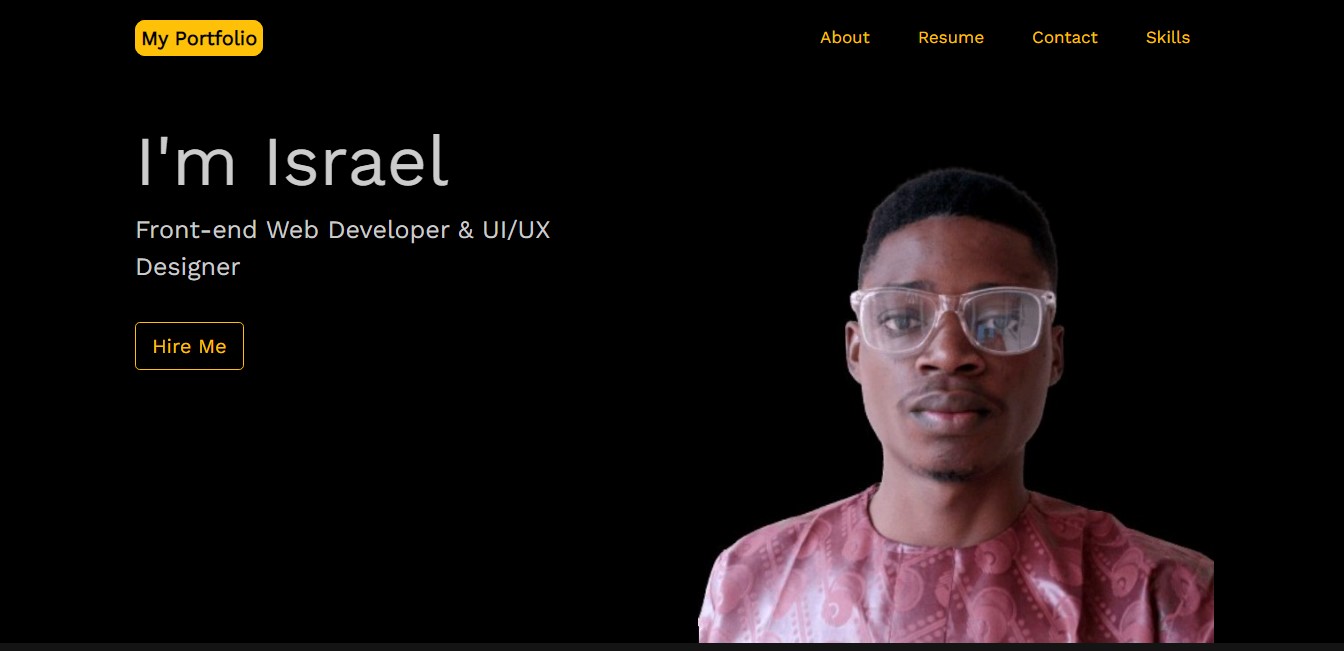 My Portfolio
About Resume Contact Skills
I'm Israel
Front-end Web Developer & UI/UX
Designer
Hire Me